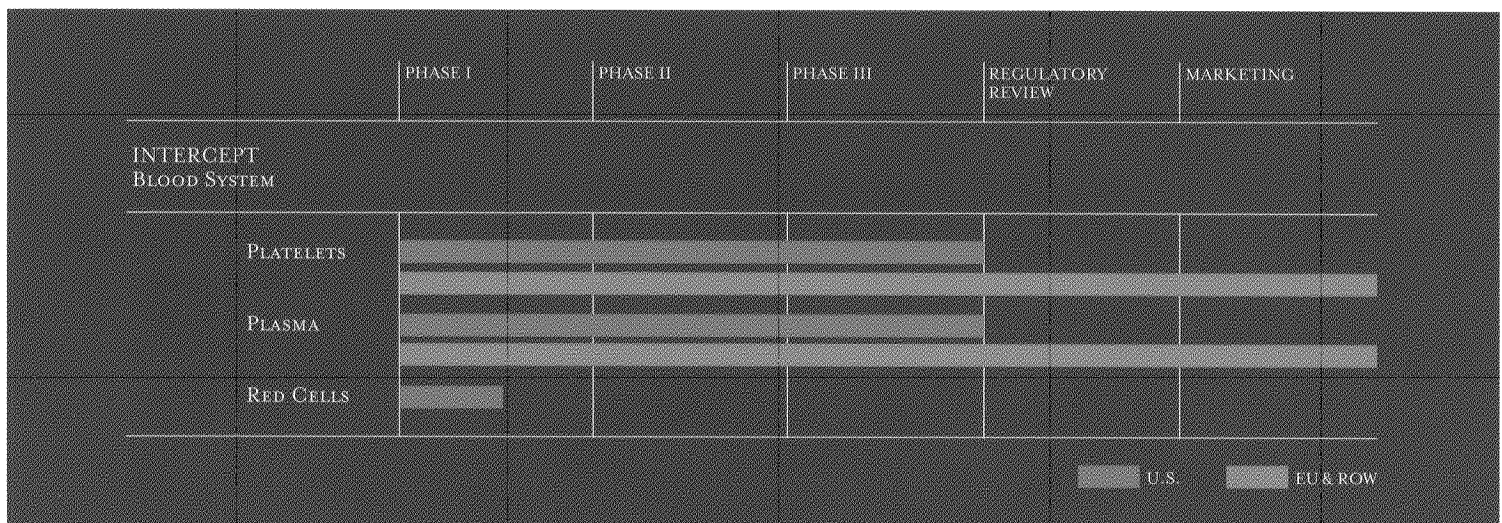 PHASE I
PHASE II
PHASE III
REGULATORY
REVIEW
MARKETING
INTERCEPT
BLOOD SYSTEM
PLATELETS
PLASMA
RED CELLS
U.S.
EU & ROW